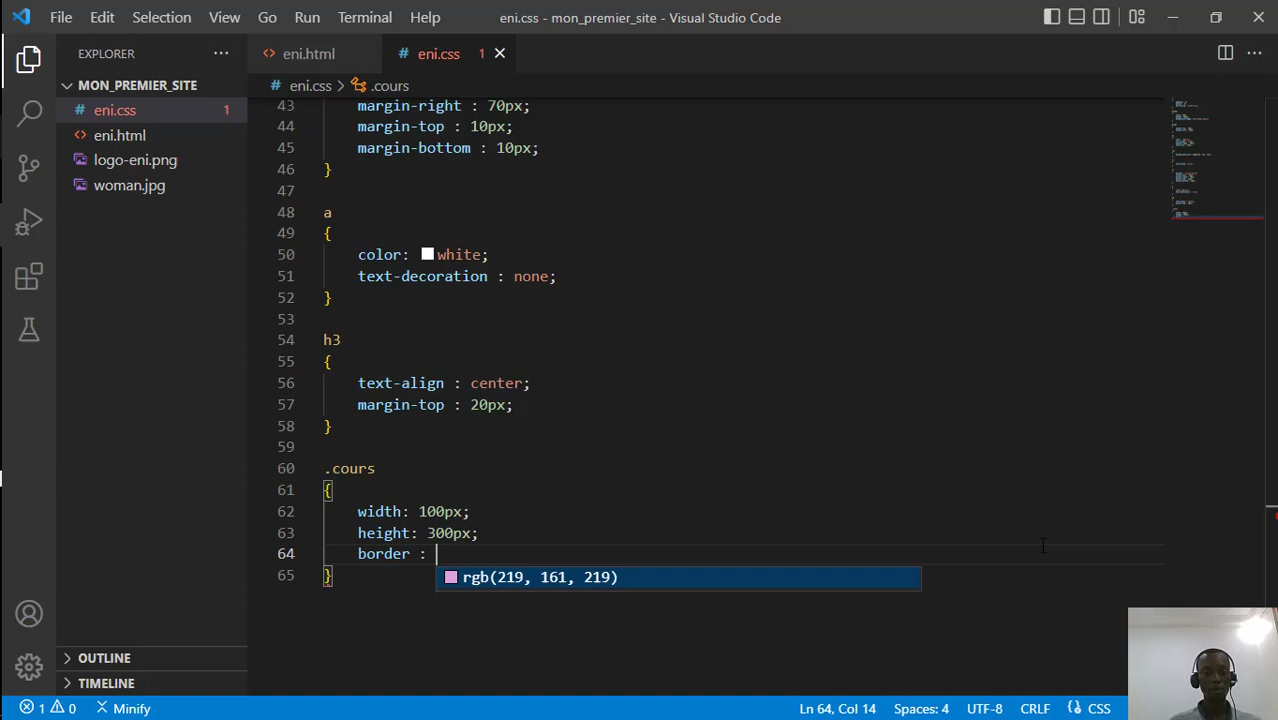 File Edit Selection View Go Run Terminal Help eni.css - mon_premier_site - Visual Studio Code
EXPLORER eni.html eni.css 1
MON_PREMIER_SITE eni.css .cours
eni.css 1
eni.html
logo-eni.png
woman.jpg
43 margin-right : 70px;
44 margin-top : 10px;
45 margin-bottom : 10px;
46 }
47
48 a
49 {
50 color: white;
51 text-decoration : none;
52 }
53
54 h3
55 {
56 text-align : center;
57 margin-top : 20px;
58 }
59
60 .cours
61 {
62 width: 100px;
63 height: 300px;
64 border :
rgb(219, 161, 219)
65 }
OUTLINE
TIMELINE
1 0 Minify Ln 64, Col 14 Spaces: 4 UTF-8 CRLF CSS